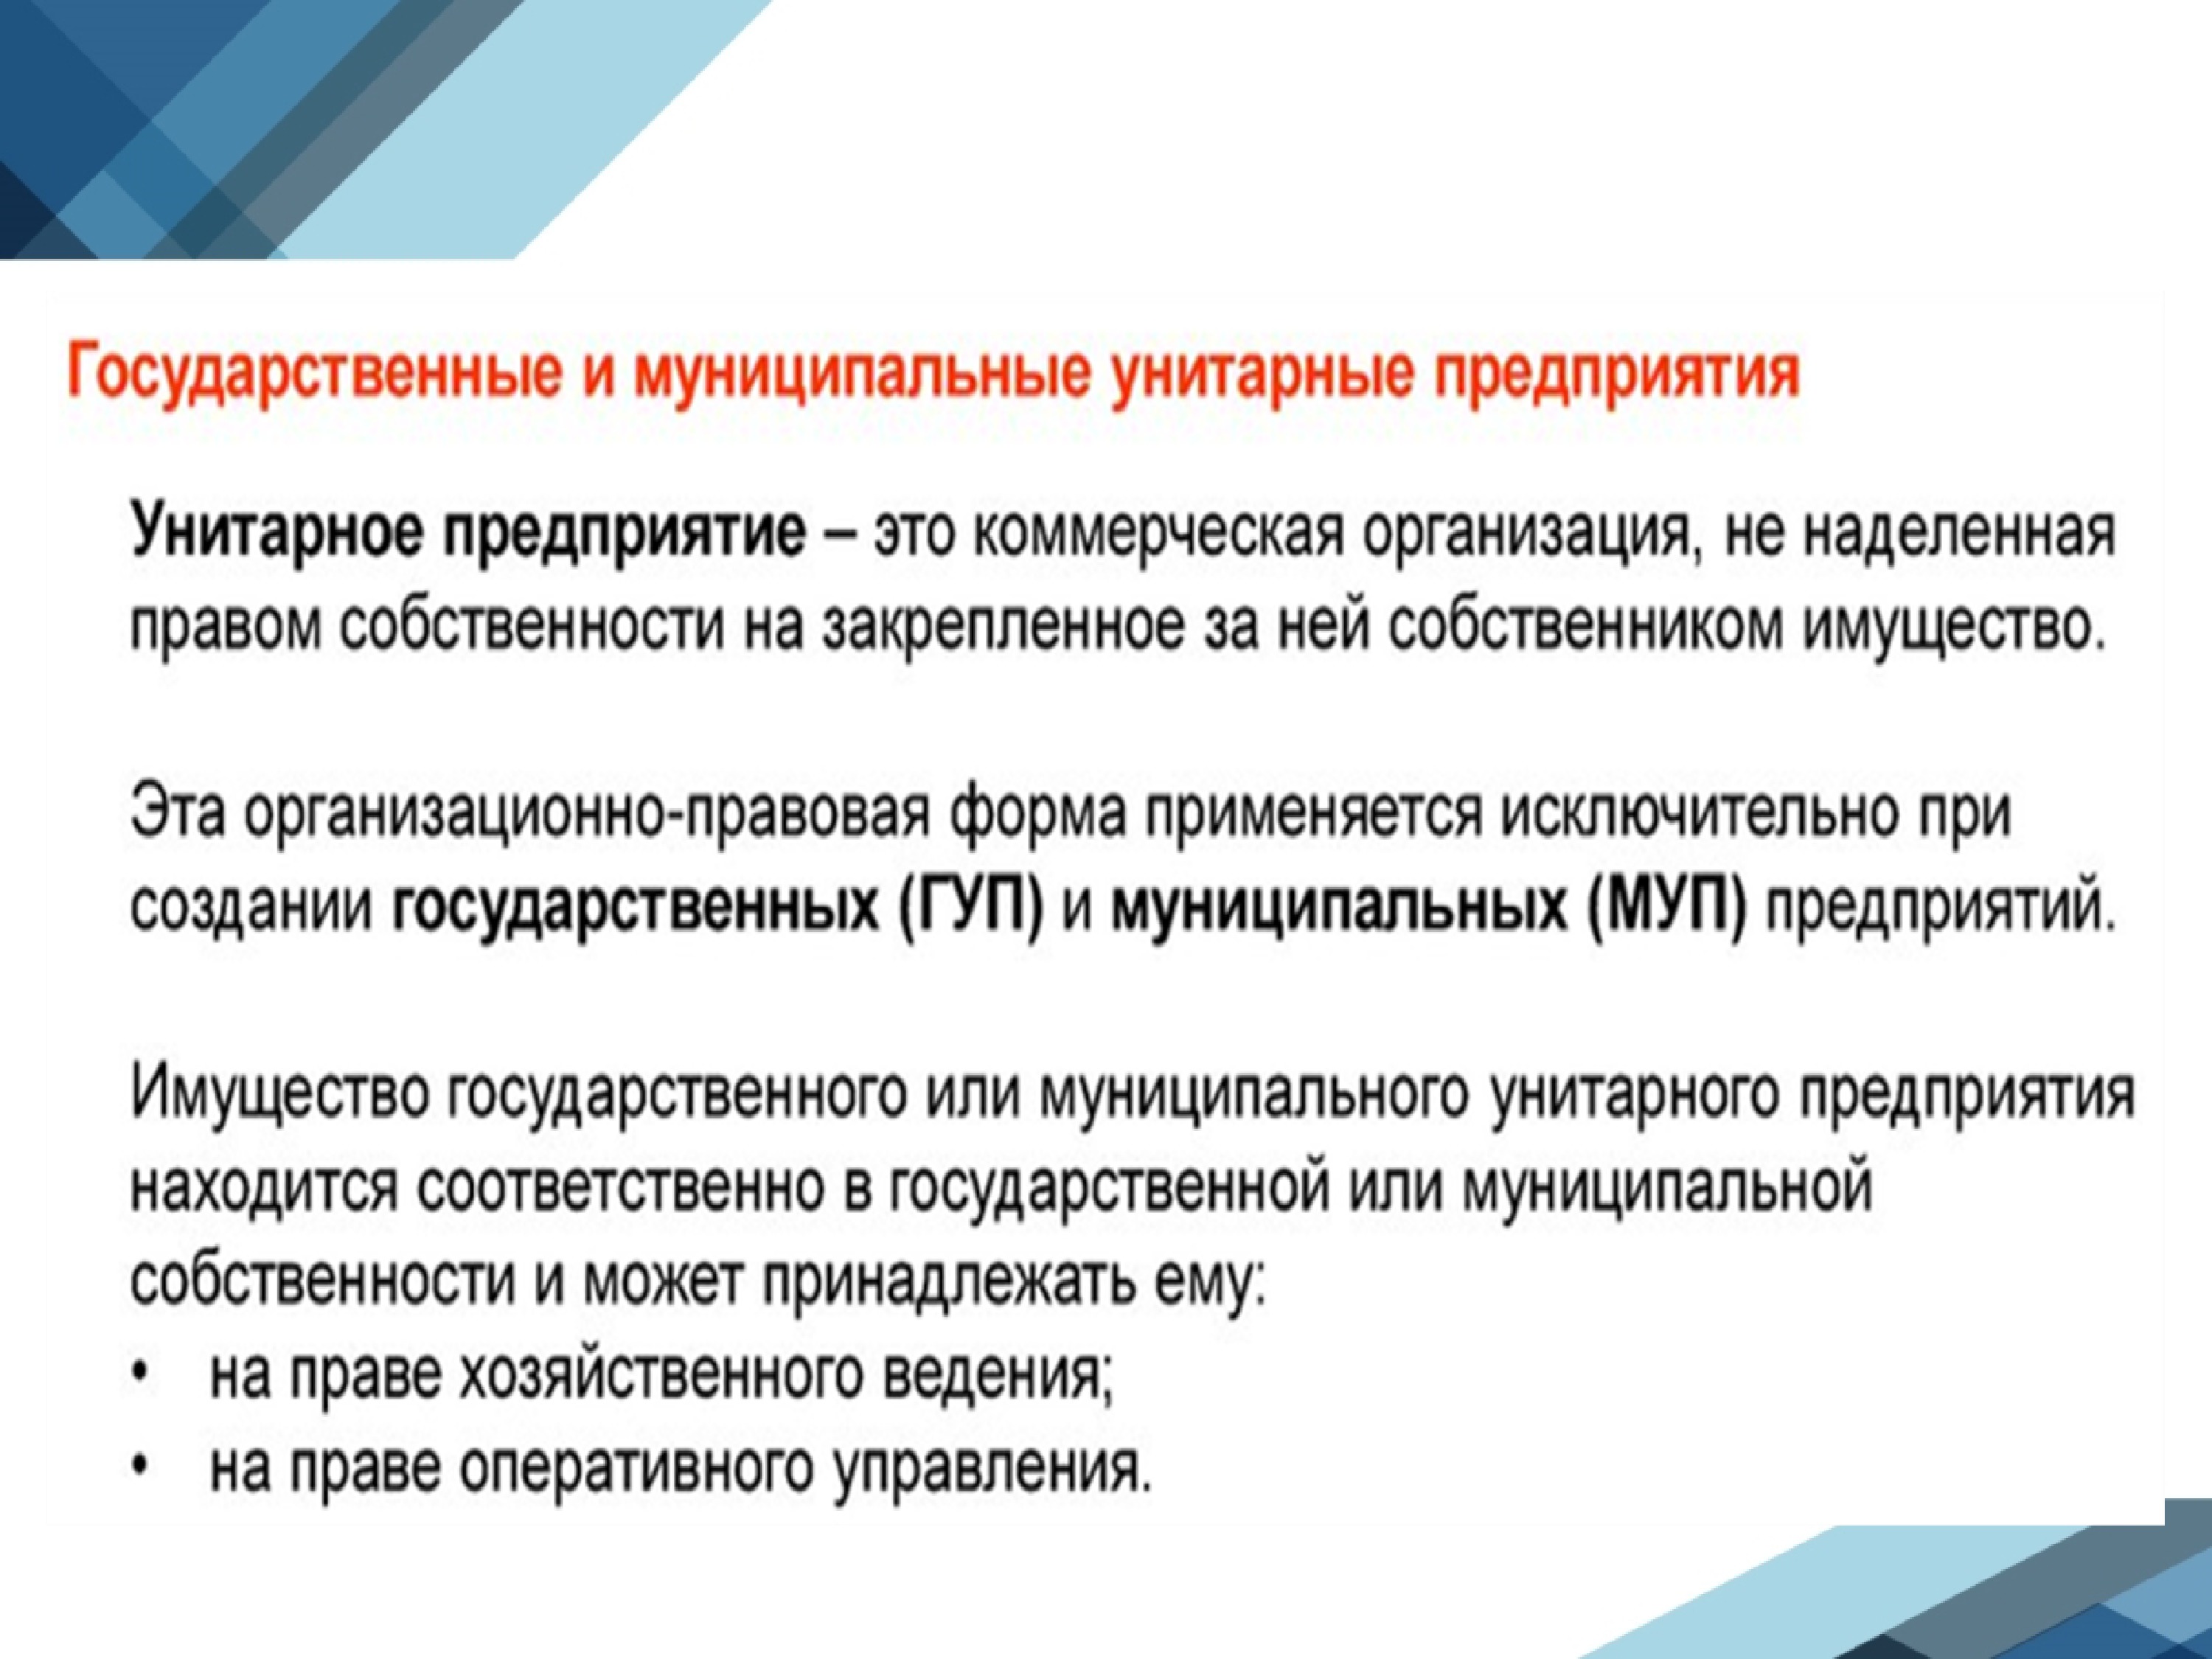 Государственные и муниципальные унитарные предприятия
Унитарное предприятие – это коммерческая организация, не наделенная
правом собственности на закрепленное за ней собственником имущество.
Эта организационно-правовая форма применяется исключительно при
создании государственных (ГУП) и муниципальных (МУП) предприятий.
Имущество государственного или муниципального унитарного предприятия
находится соответственно в государственной или муниципальной
собственности и может принадлежать ему:
• на праве хозяйственного ведения;
• на праве оперативного управления.